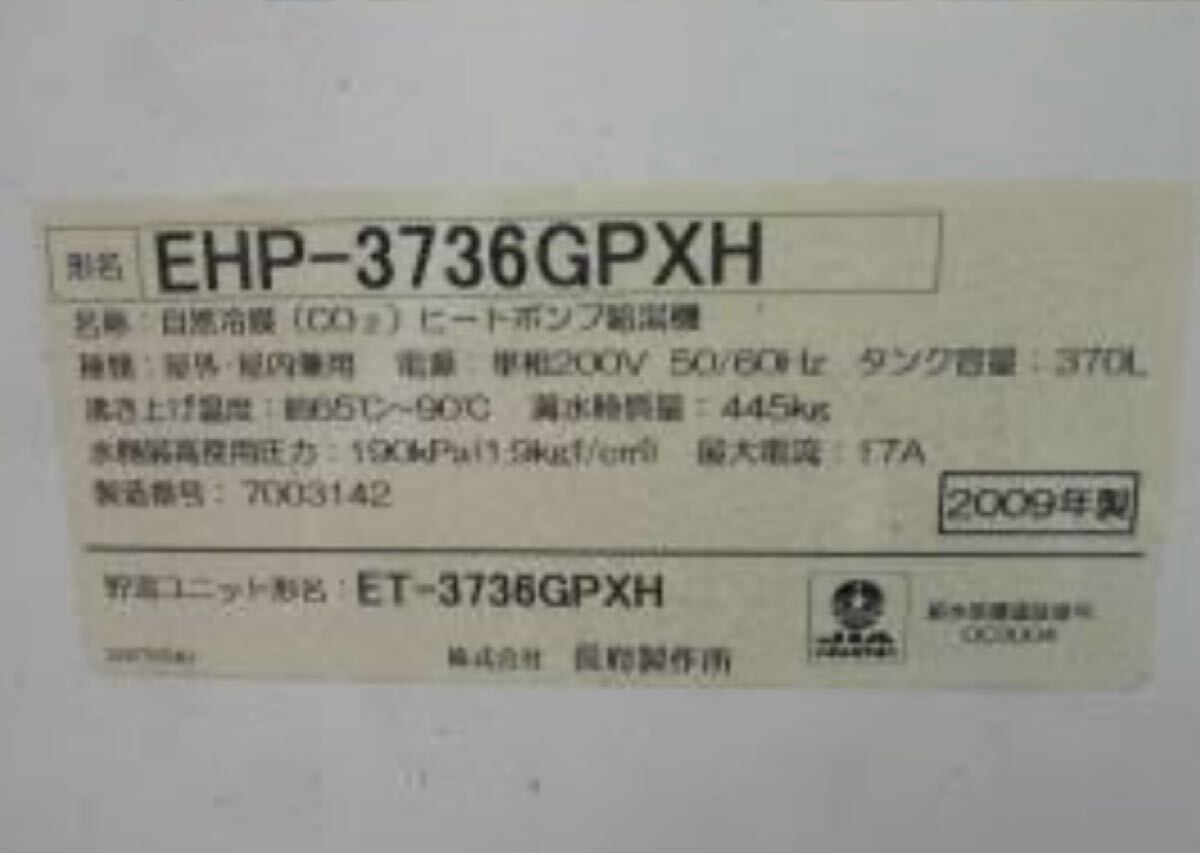 形名 EHP-3736GPXH
名称：自然冷媒（CO₂）ヒートポンプ給湯機
種類：屋外・屋内兼用 電源：単相200V 50/60Hz タンク容量：370L
沸き上げ温度：約65℃〜90℃ 満水時質量：445kg
水側最高使用圧力：190kPa(1.9kgf/c㎡) 最大電流：17A
製造番号：7003142
2009年製
貯湯ユニット形名：ET-3736GPXH
JIA
株式会社 長府製作所